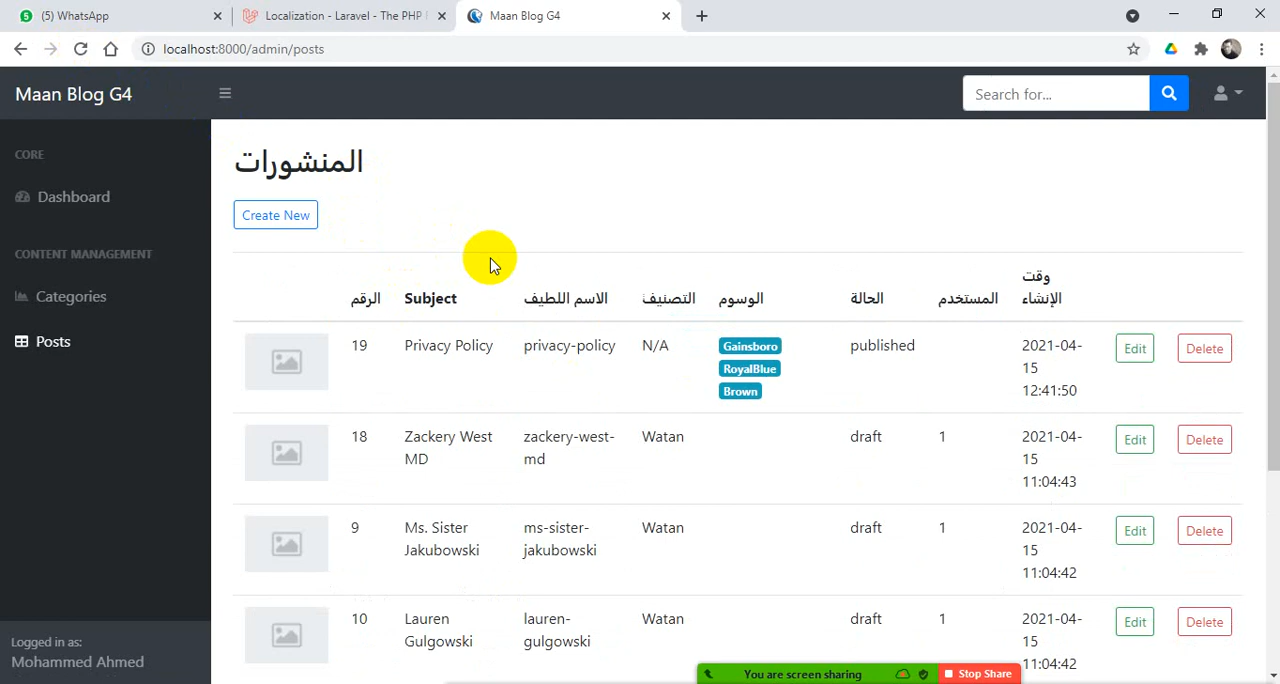 (5) WhatsApp
Localization - Laravel - The PHP F
Maan Blog G4
localhost:8000/admin/posts
Maan Blog G4
Search for...
CORE
Dashboard
CONTENT MANAGEMENT
Categories
Posts
Logged in as:
Mohammed Ahmed
المنشورات
Create New
الرقم
Subject
الاسم اللطيف
التصنيف
الوسوم
الحالة
المستخدم
وقت
الإنشاء
19
Privacy Policy
privacy-policy
N/A
Gainsboro
RoyalBlue
Brown
published
2021-04-
15
12:41:50
Edit
Delete
18
Zackery West
MD
zackery-west-
md
Watan
draft
1
2021-04-
15
11:04:43
Edit
Delete
9
Ms. Sister
Jakubowski
ms-sister-
jakubowski
Watan
draft
1
2021-04-
15
11:04:42
Edit
Delete
10
Lauren
Gulgowski
lauren-
gulgowski
Watan
draft
1
2021-04-
15
11:04:42
Edit
Delete
You are screen sharing
Stop Share